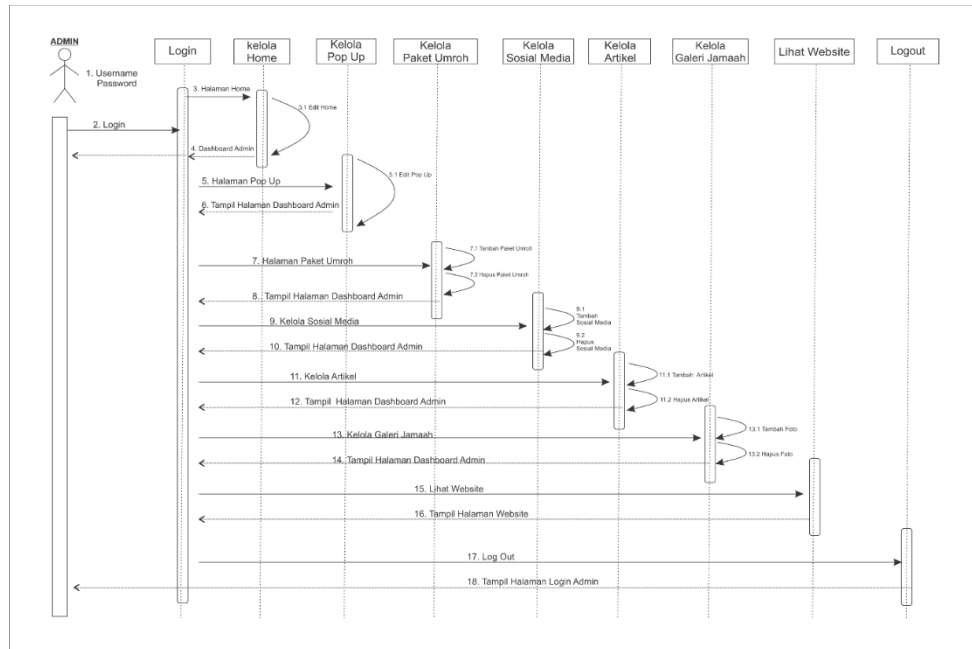 ADMIN
Login
kelola
Home
Kelola
Pop Up
Kelola
Paket Umroh
Kelola
Sosial Media
Kelola
Artikel
Kelola
Galeri Jamaah
Lihat Website
Logout
1. Username
Password
3. Halaman Home
3.1 Edit Home
2. Login
4. Dashboard Admin
5.1 Edit Pop Up
5. Halaman Pop Up
6. Tampil Halaman Dashboard Admin
7.1 Tambah Paket Umroh
7. Halaman Paket Umroh
7.2 Hapus Paket Umroh
8. Tampil Halaman Dashboard Admin
9.1
Tambah
Sosial Media
9. Kelola Sosial Media
9.2
Hapus
Sosial Media
10. Tampil Halaman Dashboard Admin
11.1 Tambah Artikel
11. Kelola Artikel
11.2 Hapus Artikel
12. Tampil Halaman Dashboard Admin
13.1 Tambah Foto
13. Kelola Galeri Jamaah
13.2 Hapus Foto
14. Tampil Halaman Dashboard Admin
15. Lihat Website
16. Tampil Halaman Website
17. Log Out
18. Tampil Halaman Login Admin